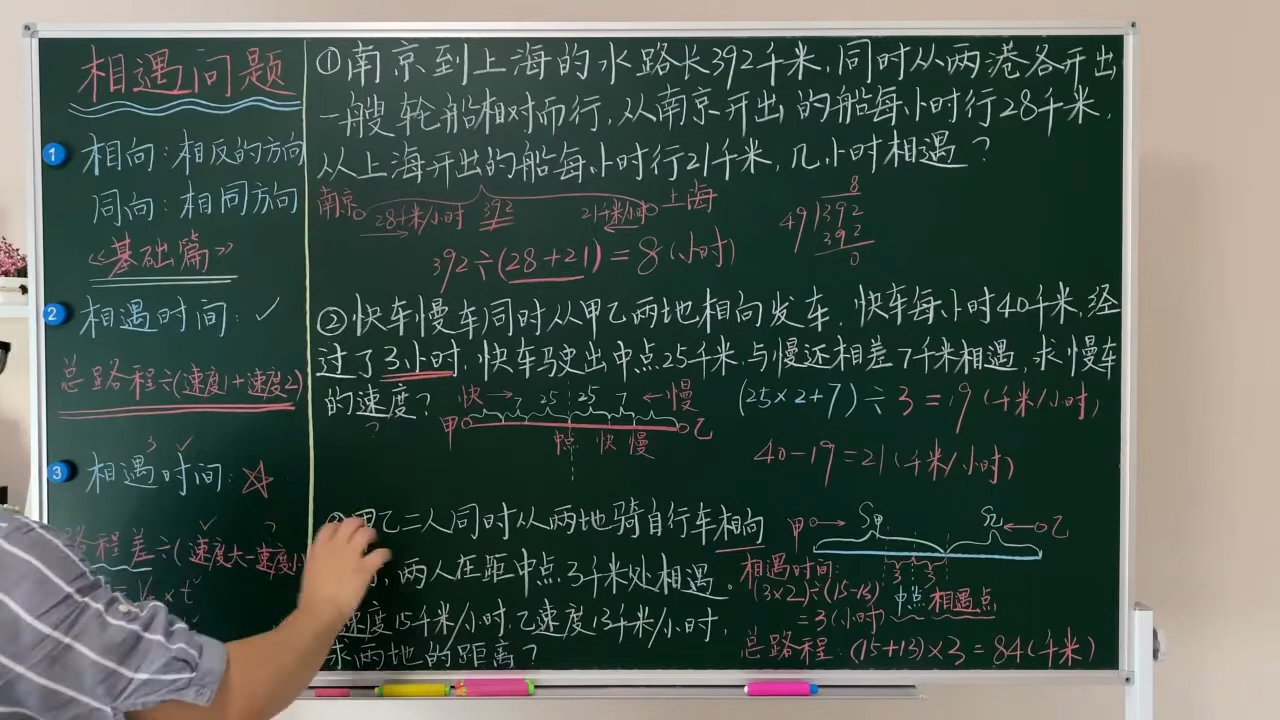 相遇问题
1 相向:相反的方向
同向:相同方向
《基础篇》
2 相遇时间:✓
总路程÷(速度1+速度2)
3 ✓
3 相遇时间:☆
✓ ?
路程差÷(速度大-速度小
× t
①南京到上海的水路长392千米,同时从两港各开出
一艘轮船相对而行,从南京开出的船每小时行28千米,
从上海开出的船每小时行21千米,几小时相遇?
南京 28千米/小时 392 21千米/小时 上海
392÷(28+21)=8(小时)
8
49 392
392
0
②快车慢车同时从甲乙两地相向发车,快车每小时40千米,经
过了3小时,快车驶出中点25千米,与慢还相差7千米相遇,求慢车
的速度?
?
快→ 7 25 25 7 ←慢
甲 乙
中点 快 慢
(25×2+7)÷3=19(千米/小时)
40-19=21(千米/小时)
甲乙二人同时从两地骑自行车相向
,两人在距中点3千米处相遇。
速度15千米/小时,乙速度13千米/小时,
求两地的距离?
甲→ S甲 S乙 ←乙
3 3
中点 相遇点
相遇时间:
(3×2)÷(15-13)
=3(小时)
总路程:(15+13)×3=84(千米)